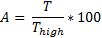 A = T / T_high * 100